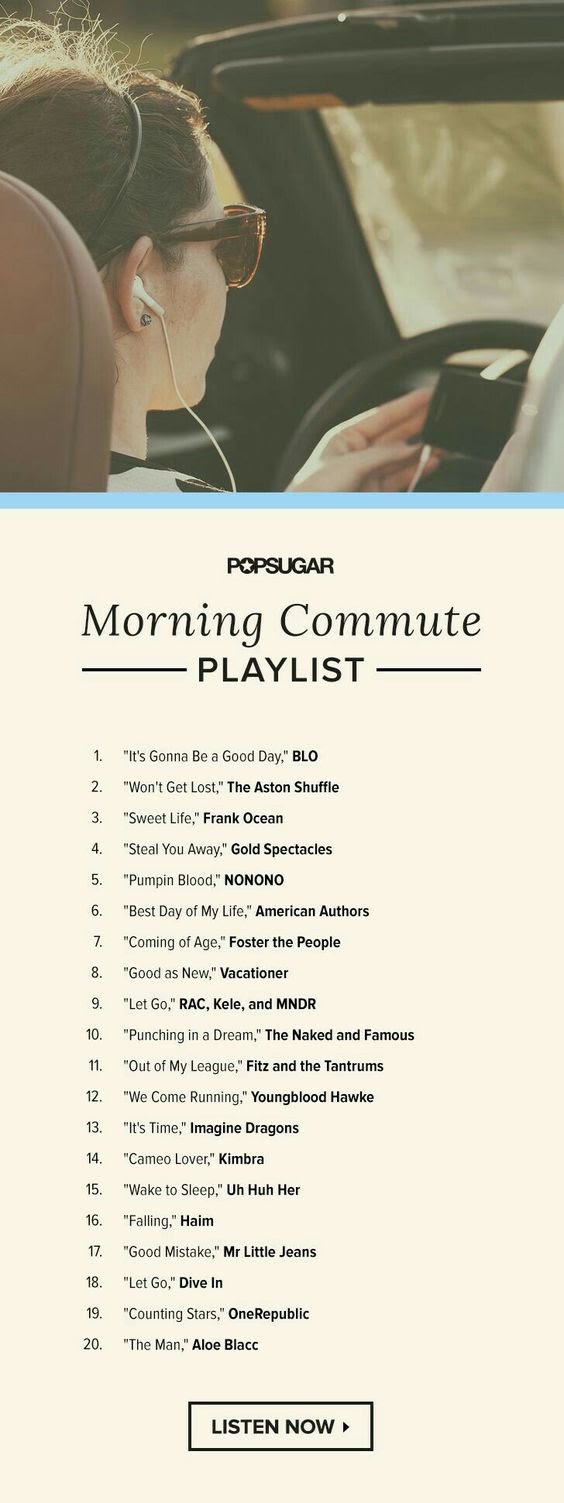 POPSUGAR
Morning Commute
PLAYLIST
1. "It's Gonna Be a Good Day," BLO
2. "Won't Get Lost," The Aston Shuffle
3. "Sweet Life," Frank Ocean
4. "Steal You Away," Gold Spectacles
5. "Pumpin Blood," NONONO
6. "Best Day of My Life," American Authors
7. "Coming of Age," Foster the People
8. "Good as New," Vacationer
9. "Let Go," RAC, Kele, and MNDR
10. "Punching in a Dream," The Naked and Famous
11. "Out of My League," Fitz and the Tantrums
12. "We Come Running," Youngblood Hawke
13. "It's Time," Imagine Dragons
14. "Cameo Lover," Kimbra
15. "Wake to Sleep," Uh Huh Her
16. "Falling," Haim
17. "Good Mistake," Mr Little Jeans
18. "Let Go," Dive In
19. "Counting Stars," OneRepublic
20. "The Man," Aloe Blacc
LISTEN NOW